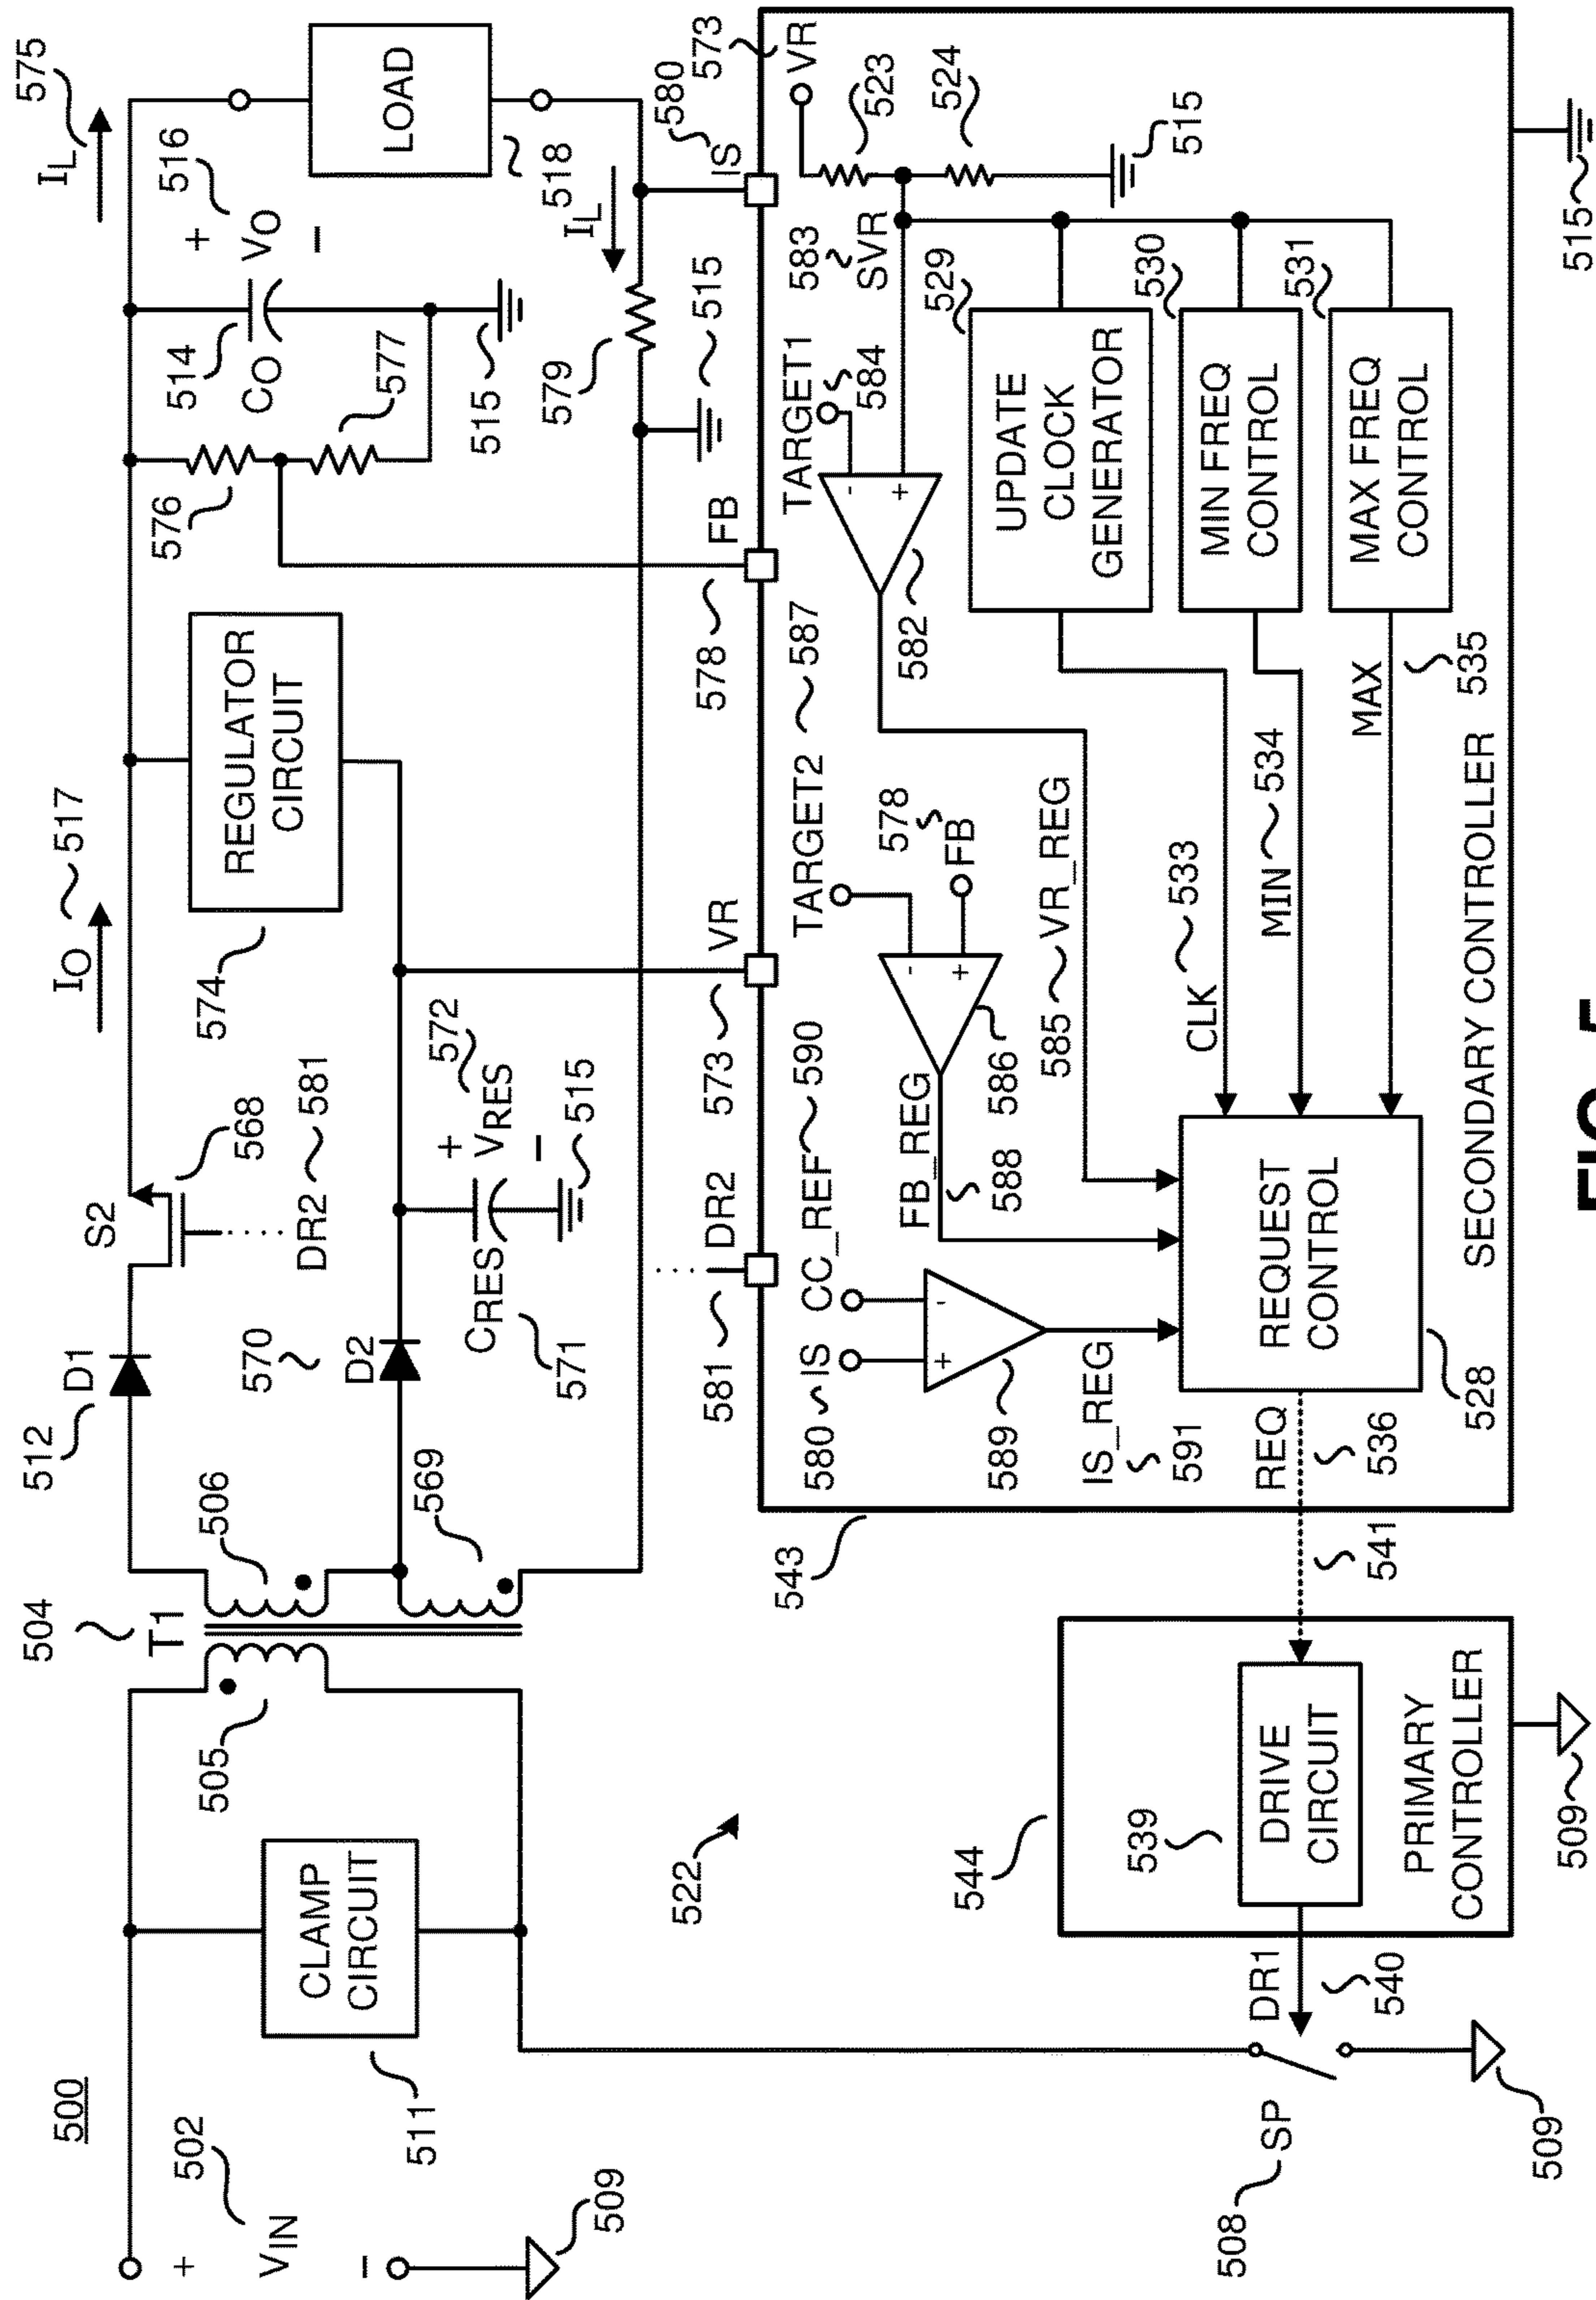 500
502
VIN
+
−
509
CLAMP
CIRCUIT
511
504
T1
505
506
569
512
D1
S2
568
DR2
581
570
D2
CRES
571
+
VRES
−
572
515
IO
517
REGULATOR
CIRCUIT
574
576
577
514
CO
515
+
VO
−
516
IL
575
LOAD
518
IL
579
515
522
581
DR2
573
VR
578
FB
580
IS
543
580
IS
CC_REF
590
+
-
589
IS_REG
591
TARGET2
587
578
FB
-
+
586
FB_REG
588
TARGET1
584
-
+
582
585
VR_REG
583
SVR
573
VR
523
524
515
529
UPDATE
CLOCK
GENERATOR
530
MIN FREQ
CONTROL
531
MAX FREQ
CONTROL
CLK
533
MIN
534
MAX
535
REQUEST
CONTROL
528
REQ
536
541
SECONDARY CONTROLLER
515
544
539
DRIVE
CIRCUIT
PRIMARY
CONTROLLER
509
DR1
540
508
SP
509